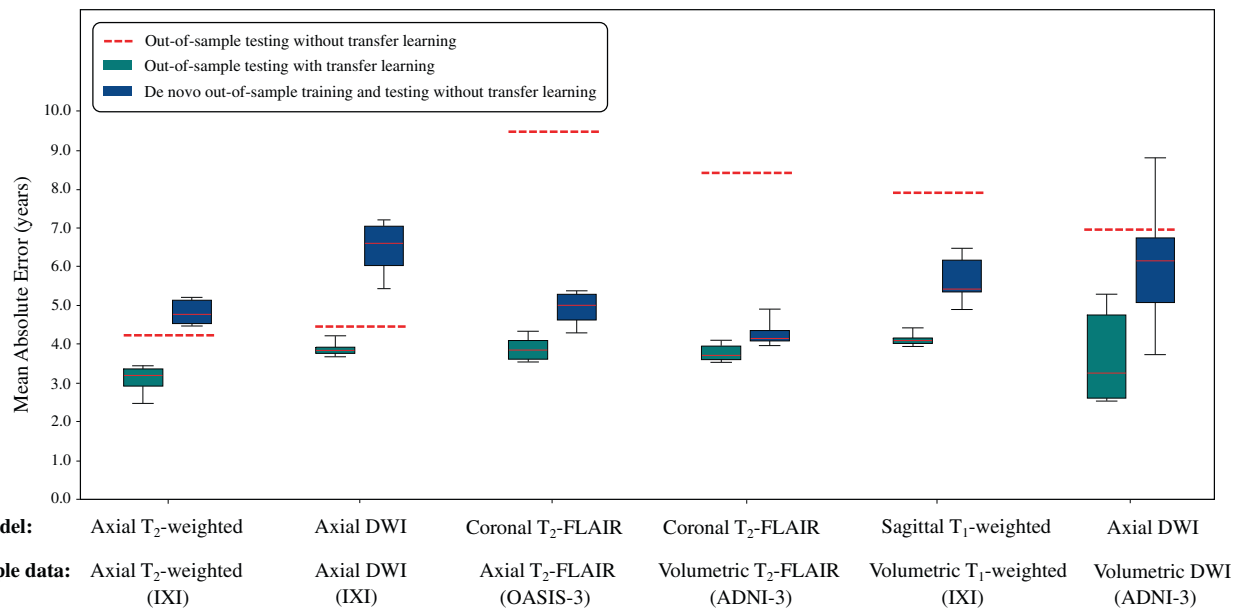 Out-of-sample testing without transfer learning
Out-of-sample testing with transfer learning
De novo out-of-sample training and testing without transfer learning
Mean Absolute Error (years)
10.0
9.0
8.0
7.0
6.0
5.0
4.0
3.0
2.0
1.0
0.0
del: Axial T₂-weighted Axial DWI Coronal T₂-FLAIR Coronal T₂-FLAIR Sagittal T₁-weighted Axial DWI
ple data: Axial T₂-weighted Axial DWI Axial T₂-FLAIR Volumetric T₂-FLAIR Volumetric T₁-weighted Volumetric DWI
(IXI) (IXI) (OASIS-3) (ADNI-3) (IXI) (ADNI-3)